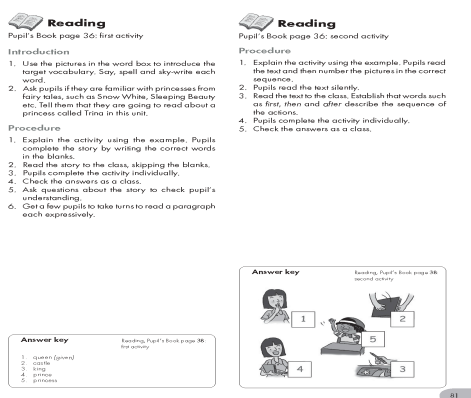 Reading
Pupil's Book page 36: first activity
Introduction
1. Use the pictures in the word box to introduce the
target vocabulary. Say, spell and sky-write each
word.
2. Ask pupils if they are familiar with princesses from
fairy tales, such as Snow White, Sleeping Beauty
etc. Tell them that they are going to read about a
princess called Trina in this unit.
Procedure
1. Explain the activity using the example. Pupils
complete the story by writing the correct words
in the blanks.
2. Read the story to the class, skipping the blanks.
3. Pupils complete the activity individually.
4. Check the answers as a class.
5. Ask questions about the story to check pupil's
understanding.
6. Get a few pupils to take turns to read a paragraph
each expressively.
Answer key
Reading, Pupil's Book page 38
first activity
1 queen (given)
2 castle
3 king
4 prince
5 princess
Reading
Pupil's Book page 36: second activity
Procedure
1. Explain the activity using the example. Pupils read
the text and then number the pictures in the correct
sequence.
2. Pupils read the text silently.
3. Read the text to the class. Establish that words such
as first, then and after describe the sequence of
the actions.
4. Pupils complete the activity individually.
5. Check the answers as a class.
Answer key
Reading, Pupil's Book page 38
second activity
1
2
5
4
3
81